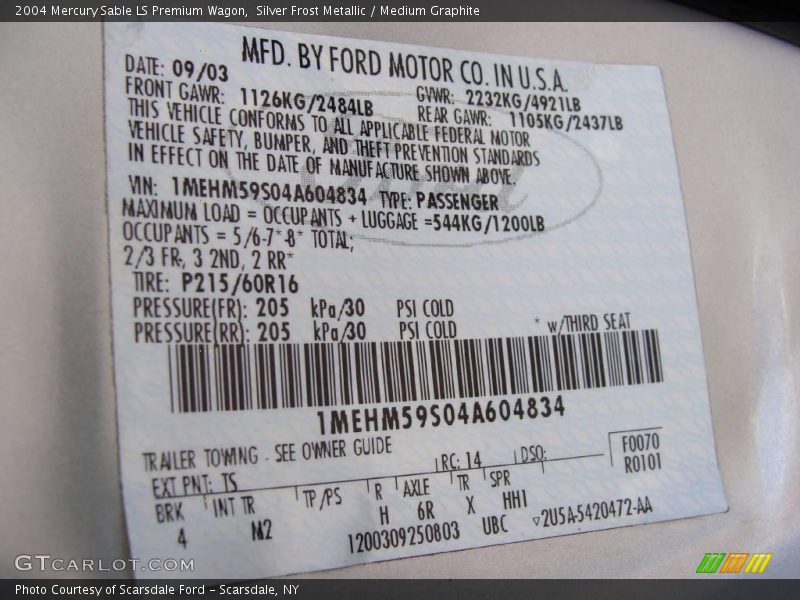 2004 Mercury Sable LS Premium Wagon,  Silver Frost Metallic / Medium Graphite
MFD. BY FORD MOTOR CO. IN U.S.A.
DATE: 09/03 GVWR: 2232KG/4921LB
FRONT GAWR: 1126KG/2484LB REAR GAWR: 1105KG/2437LB
THIS VEHICLE CONFORMS TO ALL APPLICABLE FEDERAL MOTOR
VEHICLE SAFETY, BUMPER, AND THEFT PREVENTION STANDARDS
IN EFFECT ON THE DATE OF MANUFACTURE SHOWN ABOVE.
VIN: 1MEHM59S04A604834 TYPE: PASSENGER
MAXIMUM LOAD = OCCUPANTS + LUGGAGE =544KG/1200LB
OCCUPANTS = 5/6-7*-8* TOTAL;
2/3 FR, 3 2ND, 2 RR*
TIRE: P215/60R16
PRESSURE(FR): 205 kPa/30 PSI COLD
PRESSURE(RR): 205 kPa/30 PSI COLD * w/THIRD SEAT
1MEHM59S04A604834
TRAILER TOWING - SEE OWNER GUIDE
EXT PNT: TS RC: 14 DSO: F0070
R0101
BRK INT TR TP/PS R AXLE TR SPR
4 M2 H 6R X HH1
1200309250803 UBC ▽2U5A-5420472-AA
GTCARLOT.COM
Photo Courtesy of Scarsdale Ford - Scarsdale, NY